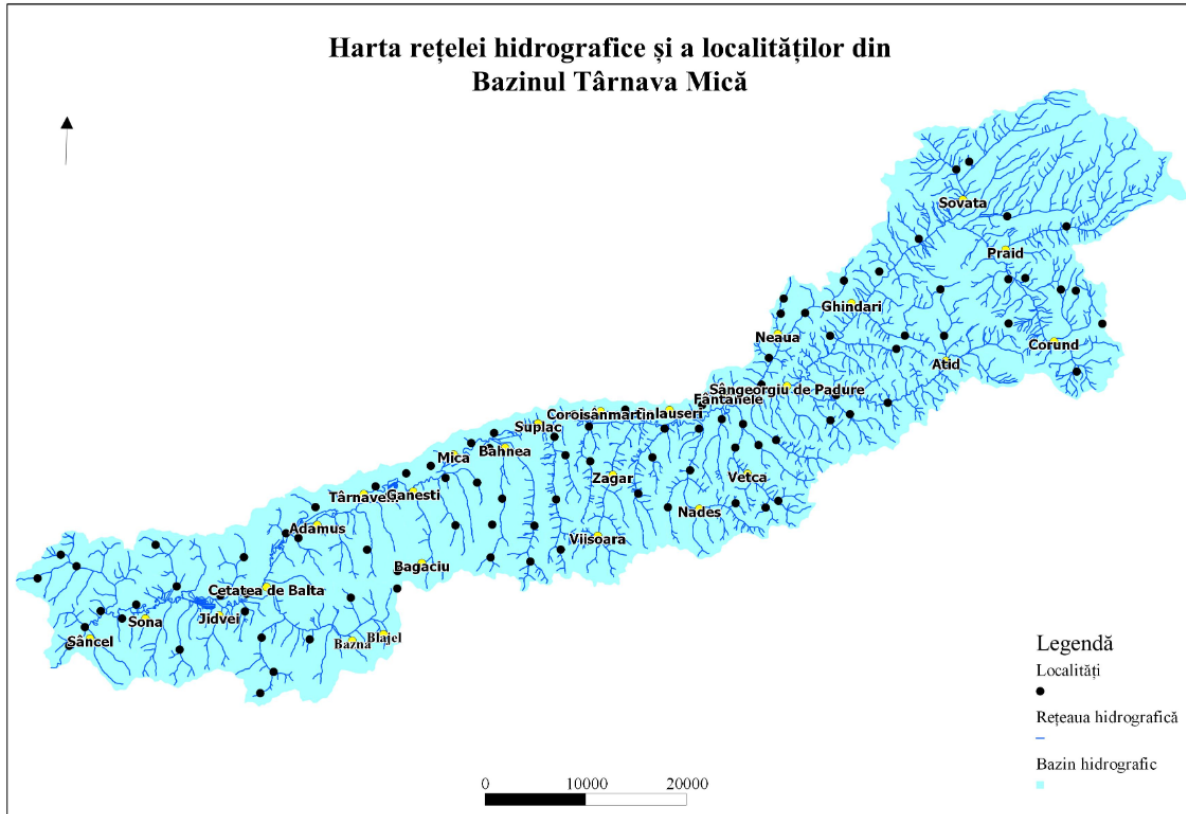 Harta rețelei hidrografice și a localităților din
Bazinul Târnava Mică
Sovata
Praid
Ghindari
Neaua
Corund
Atid
Sângeorgiu de Padure
Fântanele
Coroisânmartin
lauseri
Suplac
Bahnea
Mica
Zagar
Vetca
Târnaveni
Ganesti
Nades
Adamus
Viisoara
Bagaciu
Cetatea de Balta
Jidvei
Sona
Sâncel
Bazna
Blajel
Legendă
Localități
Rețeaua hidrografică
Bazin hidrografic
0 10000 20000